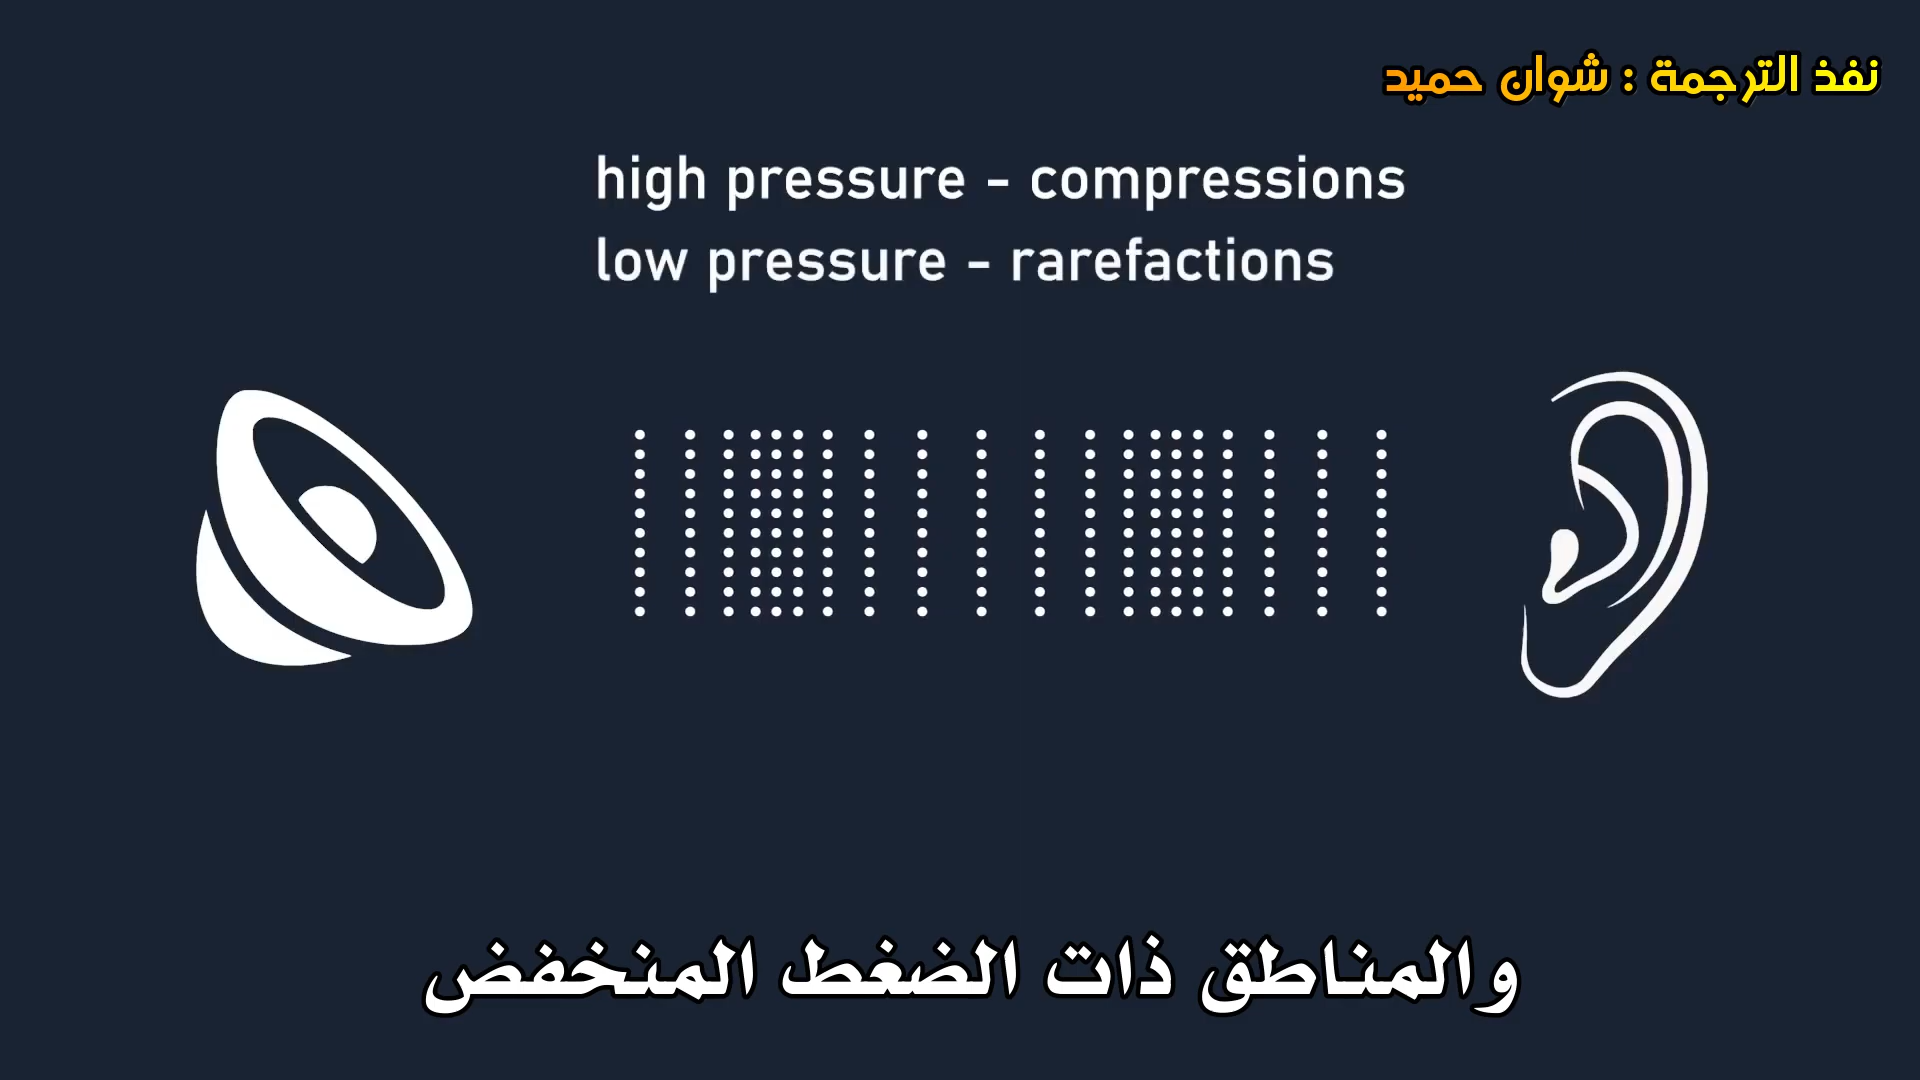 نفذ الترجمة : شوان حميد
high pressure - compressions
low pressure - rarefactions
والمناطق ذات الضغط المنخفض